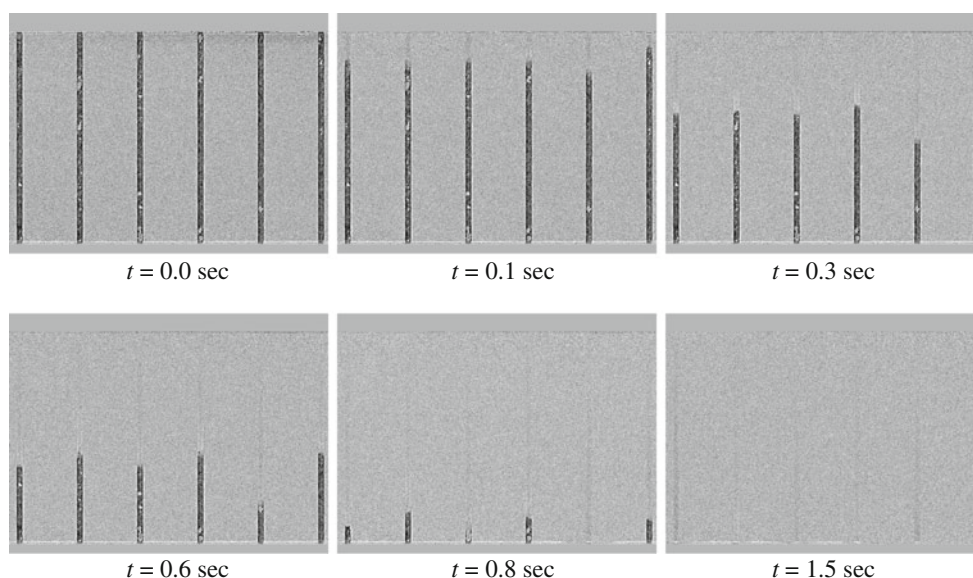 t = 0.0 sec
t = 0.1 sec
t = 0.3 sec
t = 0.6 sec
t = 0.8 sec
t = 1.5 sec